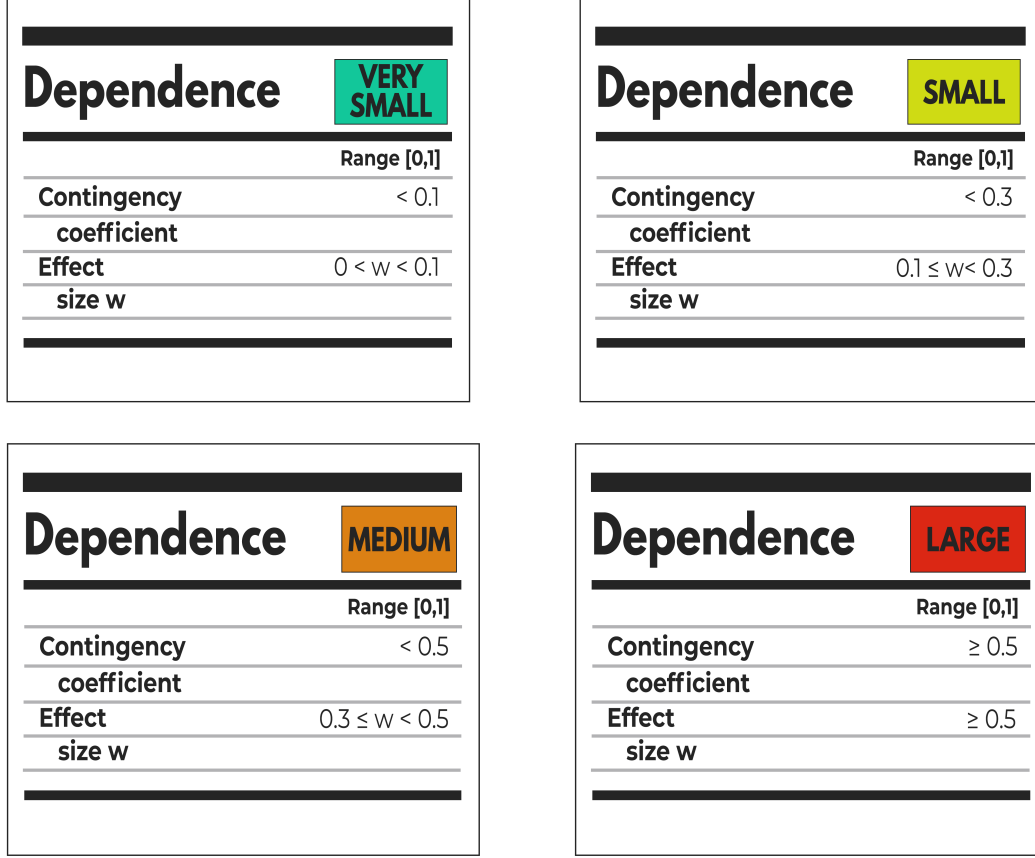 Dependence VERY SMALL
Range [0,1]
Contingency < 0.1
coefficient
Effect 0 < w < 0.1
size w
Dependence SMALL
Range [0,1]
Contingency < 0.3
coefficient
Effect 0.1 ≤ w< 0.3
size w
Dependence MEDIUM
Range [0,1]
Contingency < 0.5
coefficient
Effect 0.3 ≤ w < 0.5
size w
Dependence LARGE
Range [0,1]
Contingency ≥ 0.5
coefficient
Effect ≥ 0.5
size w